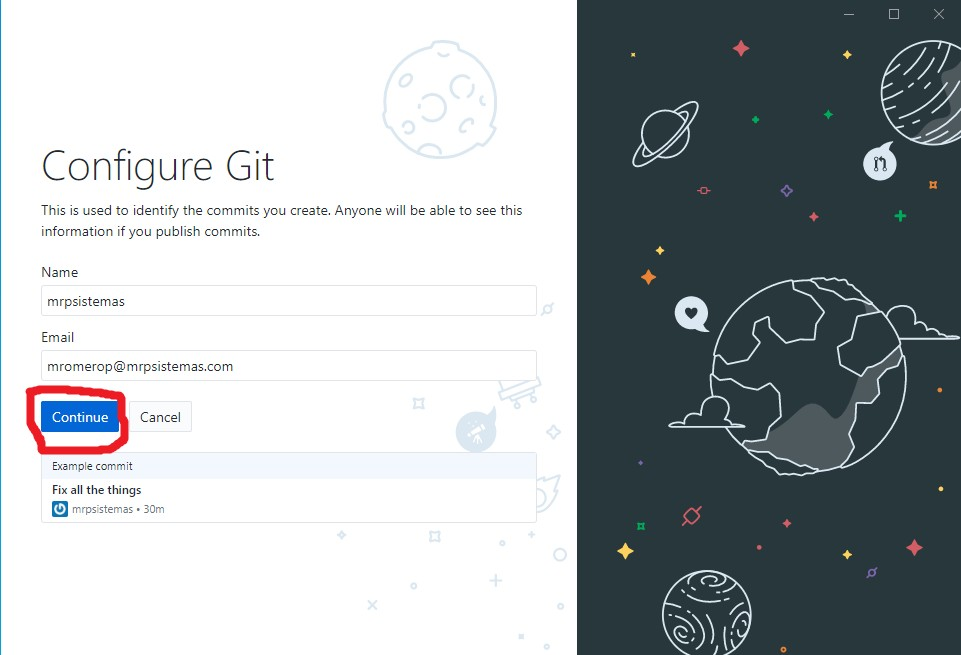 Configure Git
This is used to identify the commits you create. Anyone will be able to see this
information if you publish commits.
Name
mrpsistemas
Email
mromerop@mrpsistemas.com
Continue
Cancel
Example commit
Fix all the things
mrpsistemas • 30m